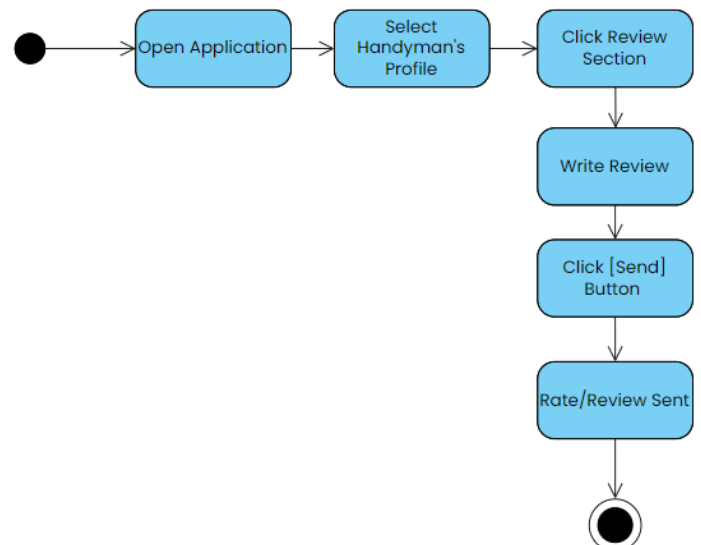 Open Application
Select
Handyman's
Profile
Click Review
Section
Write Review
Click [Send]
Button
Rate/Review Sent